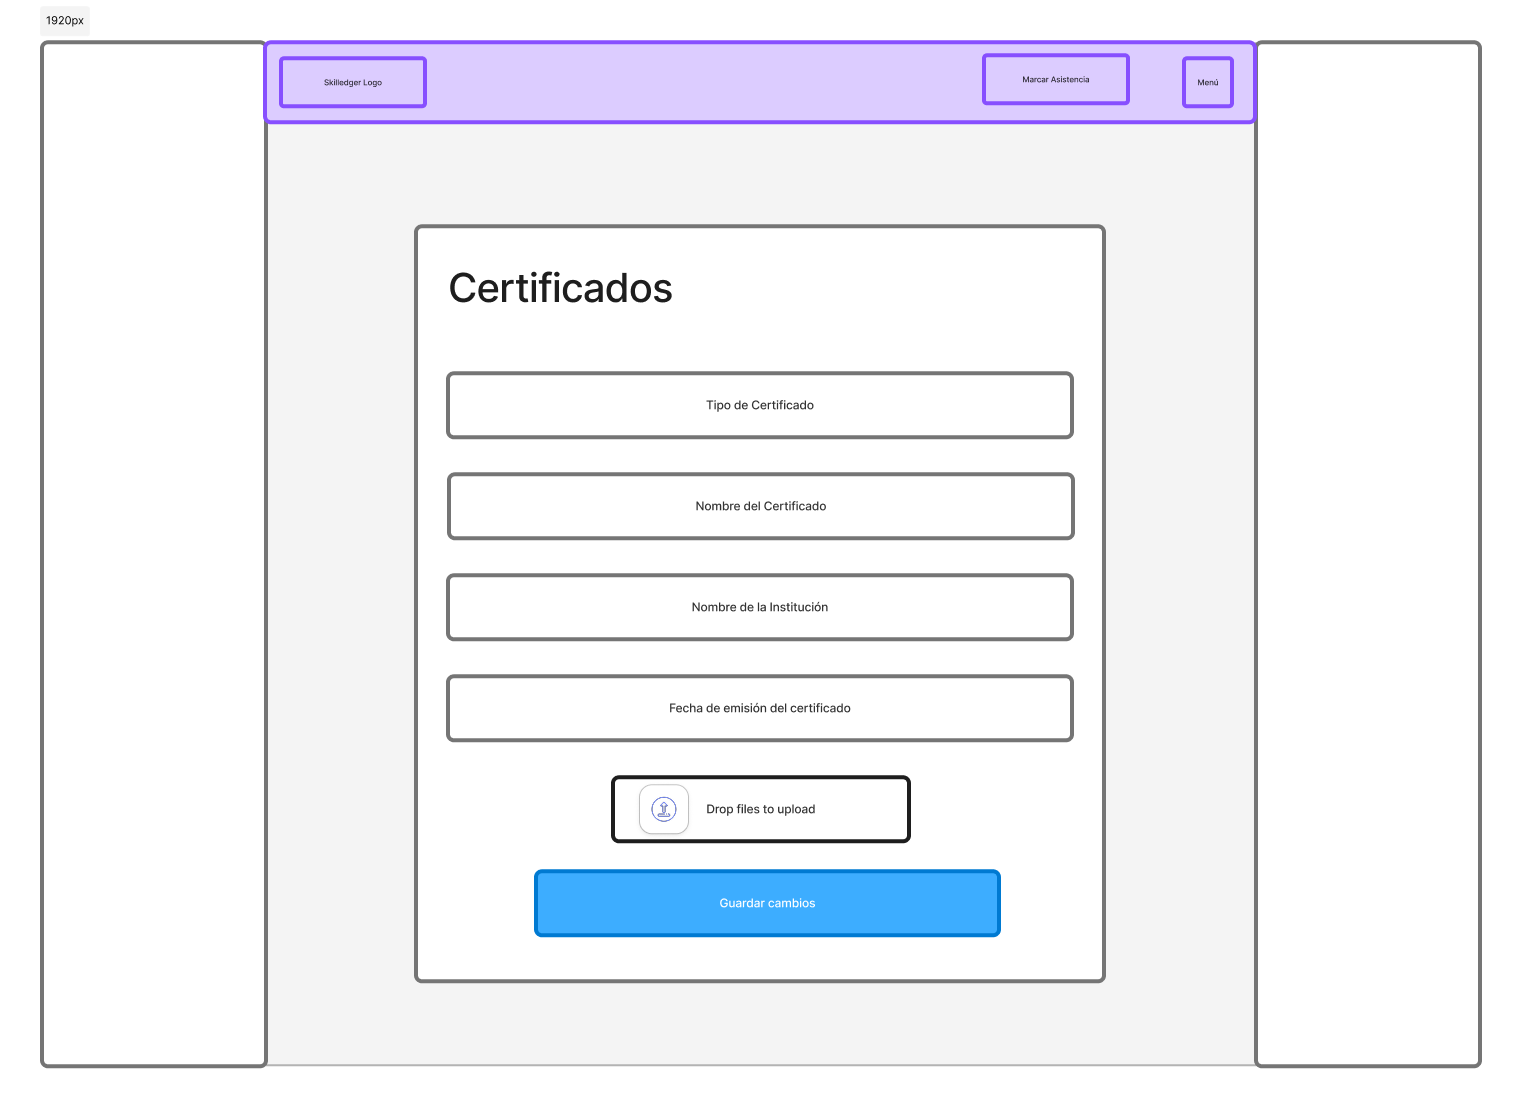 1920px
Skilledger Logo
Marcar Asistencia
Menú
Certificados
Tipo de Certificado
Nombre del Certificado
Nombre de la Institución
Fecha de emisión del certificado
Drop files to upload
Guardar cambios